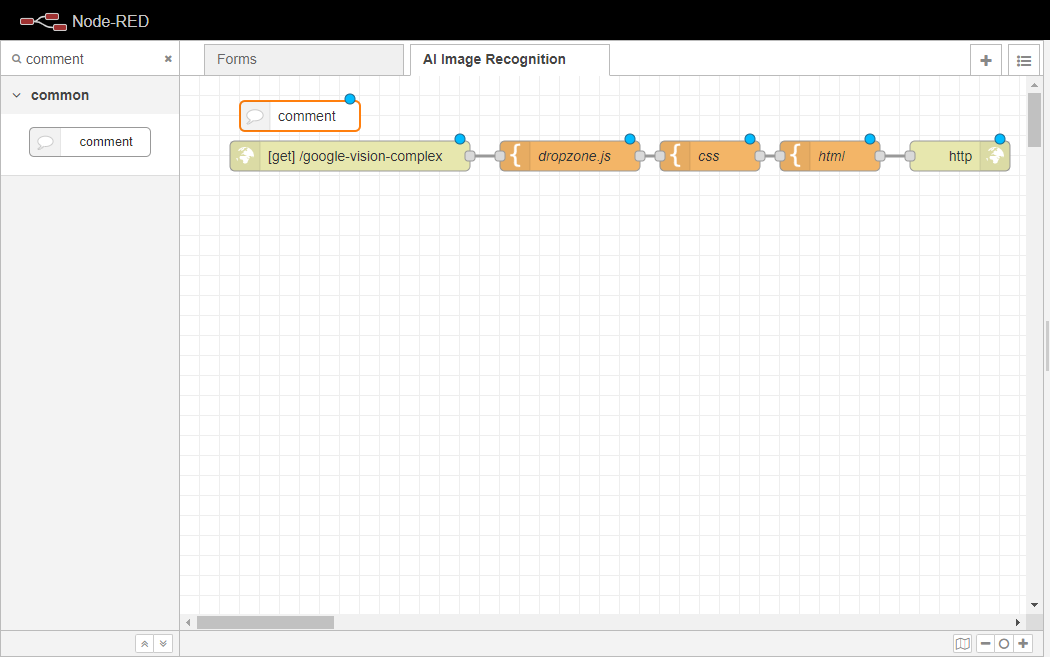 Node-RED
comment
Forms
AI Image Recognition
common
comment
comment
[get] /google-vision-complex
dropzone.js
css
html
http